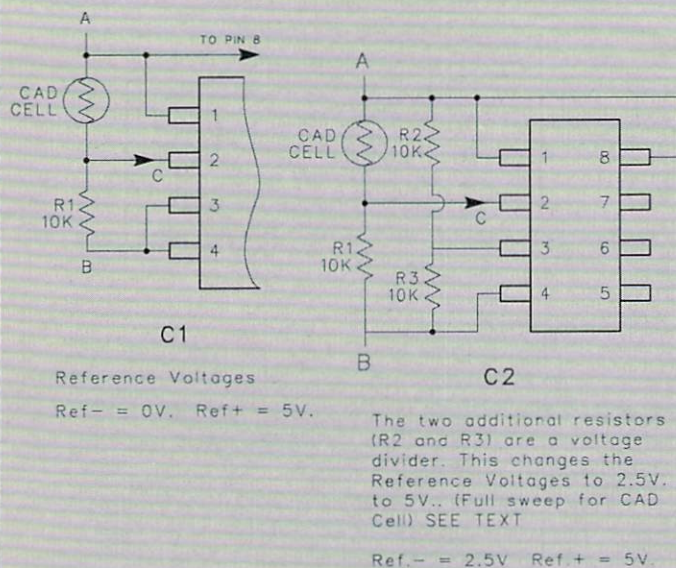 A
TO PIN 8
CAD
CELL
1
2
C
3
R1
10K
4
B
C1
Reference Voltages
Ref- = 0V. Ref+ = 5V.
A
CAD
CELL
R2
10K
1
8
2
7
C
3
6
R1
10K
R3
10K
4
5
B
C2
The two additional resistors
(R2 and R3) are a voltage
divider. This changes the
Reference Voltages to 2.5V.
to 5V.. (Full sweep for CAD
Cell) SEE TEXT
Ref.- = 2.5V Ref.+ = 5V.